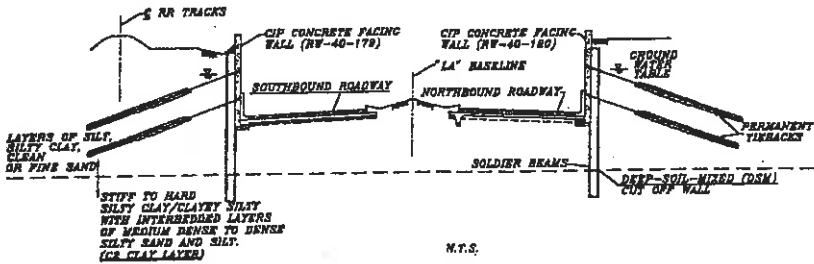 ℄ RR TRACKS
CIP CONCRETE FACING
WALL (RW-40-179)
CIP CONCRETE FACING
WALL (RW-40-180)
"LA" BASELINE
GROUND
WATER
TABLE
SOUTHBOUND ROADWAY
NORTHBOUND ROADWAY
LAYERS OF SILT,
SILTY CLAY,
CLEAN
OR FINE SAND
PERMANENT
TIEBACKS
SOLDIER BEAMS
DEEP-SOIL-MIXED (DSM)
CUT OFF WALL
STIFF TO HARD
SILTY CLAY/CLAYEY SILTY
WITH INTERBEDDED LAYERS
OF MEDIUM DENSE TO DENSE
SILTY SAND AND SILT.
(C2 CLAY LAYER)
N.T.S.